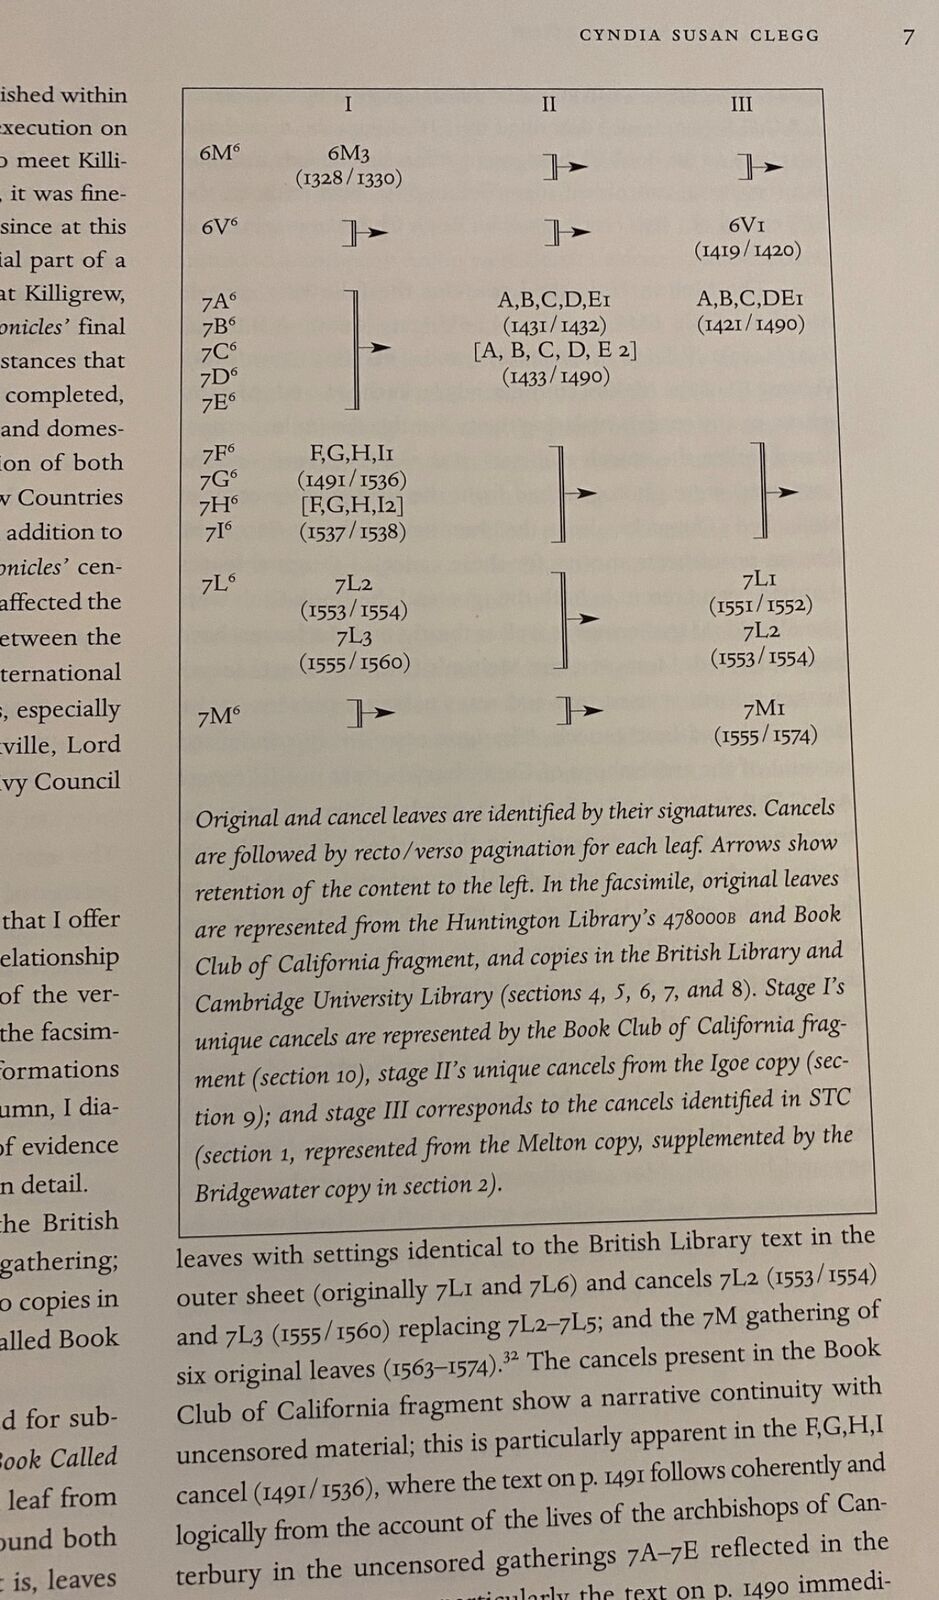 CYNDIA SUSAN CLEGG 7
ished within
execution on
o meet Killi-
, it was fine-
since at this
ial part of a
at Killigrew,
onicles' final
stances that
completed,
and domes-
ion of both
w Countries
addition to
onicles' cen-
affected the
etween the
ternational
s, especially
kville, Lord
ivy Council
that I offer
elationship
of the ver-
the facsim-
formations
umn, I dia-
of evidence
n detail.
the British
gathering;
o copies in
alled Book
d for sub-
Book Called
leaf from
ound both
t is, leaves
I II III
6M⁶ 6M3
(1328/1330)
6V⁶ 6V1
(1419/1420)
7A⁶ A,B,C,D,E1 A,B,C,DE1
7B⁶ (1431/1432) (1421/1490)
7C⁶ [A, B, C, D, E 2]
7D⁶ (1433/1490)
7E⁶
7F⁶ F,G,H,I1
7G⁶ (1491/1536)
7H⁶ [F,G,H,I2]
7I⁶ (1537/1538)
7L⁶ 7L2 7L1
(1553/1554) (1551/1552)
7L3 7L2
(1555/1560) (1553/1554)
7M⁶ 7M1
(1555/1574)
Original and cancel leaves are identified by their signatures. Cancels
are followed by recto/verso pagination for each leaf. Arrows show
retention of the content to the left. In the facsimile, original leaves
are represented from the Huntington Library's 478000B and Book
Club of California fragment, and copies in the British Library and
Cambridge University Library (sections 4, 5, 6, 7, and 8). Stage I's
unique cancels are represented by the Book Club of California frag-
ment (section 10), stage II's unique cancels from the Igoe copy (sec-
tion 9); and stage III corresponds to the cancels identified in STC
(section 1, represented from the Melton copy, supplemented by the
Bridgewater copy in section 2).
leaves with settings identical to the British Library text in the
outer sheet (originally 7L1 and 7L6) and cancels 7L2 (1553/1554)
and 7L3 (1555/1560) replacing 7L2–7L5; and the 7M gathering of
six original leaves (1563–1574).³² The cancels present in the Book
Club of California fragment show a narrative continuity with
uncensored material; this is particularly apparent in the F,G,H,I
cancel (1491/1536), where the text on p. 1491 follows coherently and
logically from the account of the lives of the archbishops of Can-
terbury in the uncensored gatherings 7A–7E reflected in the
the text on p. 1490 immedi-